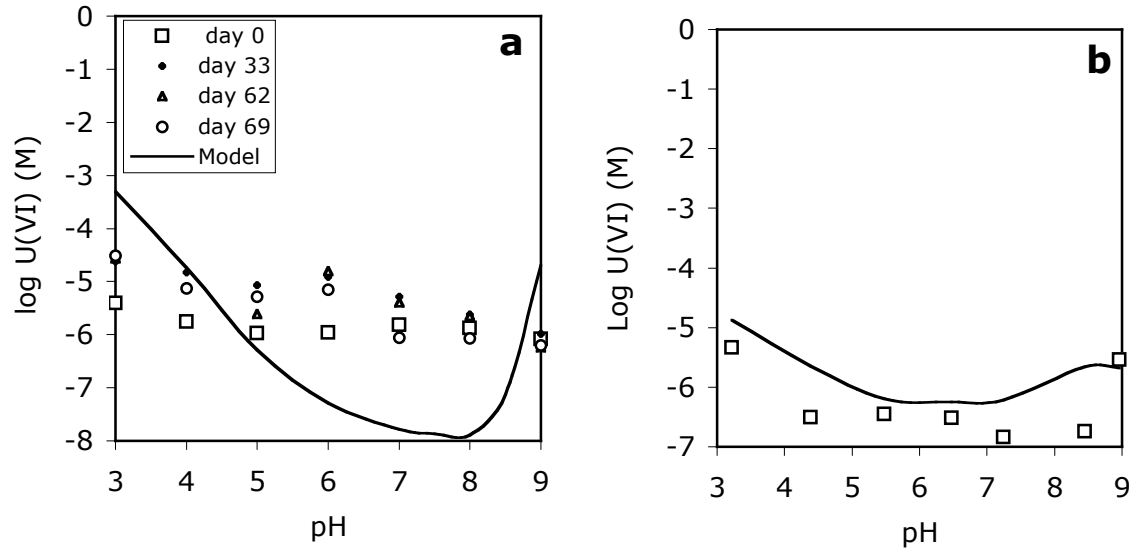 a
day 0
day 33
day 62
day 69
Model
0
-1
-2
-3
-4
-5
-6
-7
-8
log U(VI) (M)
3 4 5 6 7 8 9
pH
b
0
-1
-2
-3
-4
-5
-6
-7
Log U(VI) (M)
3 4 5 6 7 8 9
pH